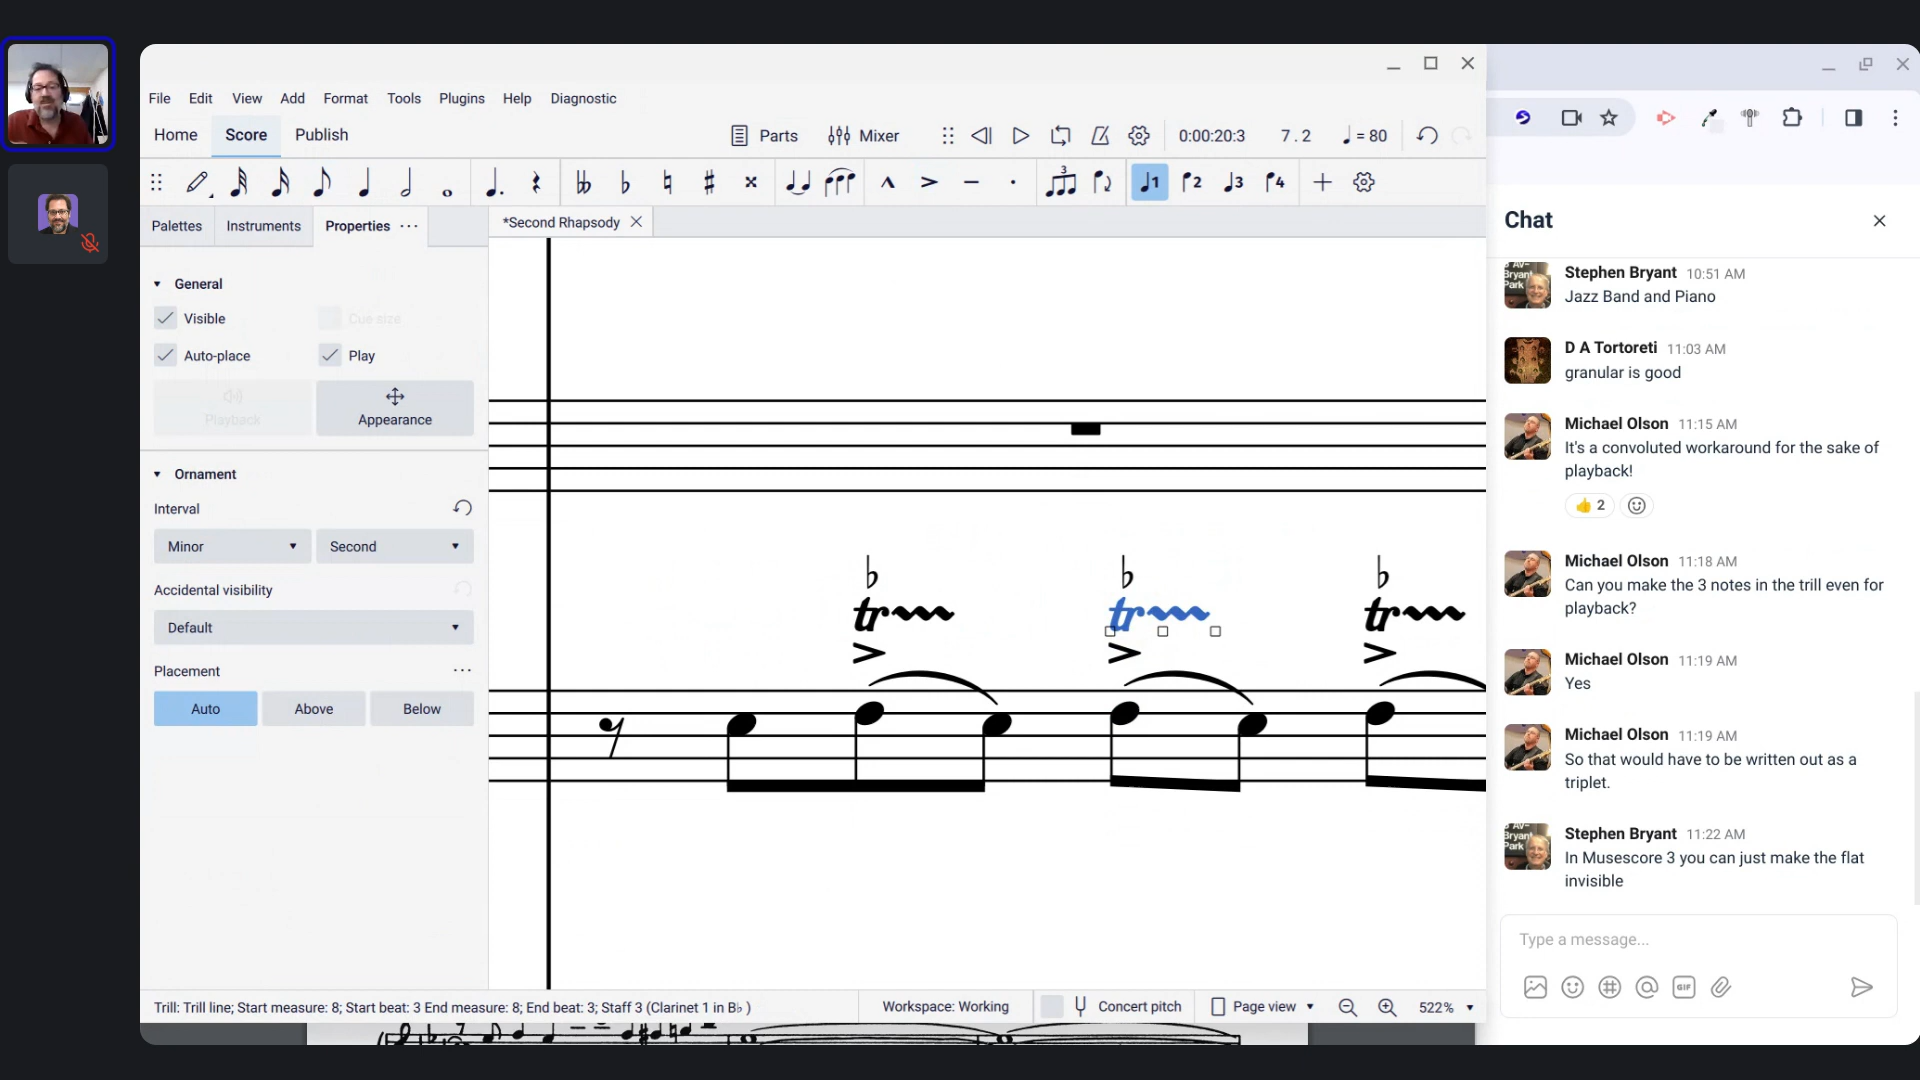 File Edit View Add Format Tools Plugins Help Diagnostic
Home Score Publish Parts Mixer 0:00:20:3 7 . 2 = 80
3
1 2 3 4
Palettes Instruments Properties
*Second Rhapsody
General
Visible Cue size
Auto-place Play
Playback Appearance
Ornament
Interval
Minor Second
Accidental visibility
Default
Placement
Auto Above Below
tr tr tr
Trill: Trill line; Start measure: 8; Start beat: 3 End measure: 8; End beat: 3; Staff 3 (Clarinet 1 in B♭ )
Workspace: Working Concert pitch Page view 522%
Chat
Stephen Bryant 10:51 AM
Jazz Band and Piano
D A Tortoreti 11:03 AM
granular is good
Michael Olson 11:15 AM
It's a convoluted workaround for the sake of
playback!
👍 2
Michael Olson 11:18 AM
Can you make the 3 notes in the trill even for
playback?
Michael Olson 11:19 AM
Yes
Michael Olson 11:19 AM
So that would have to be written out as a
triplet.
Stephen Bryant 11:22 AM
In Musescore 3 you can just make the flat
invisible
Type a message...
GIF